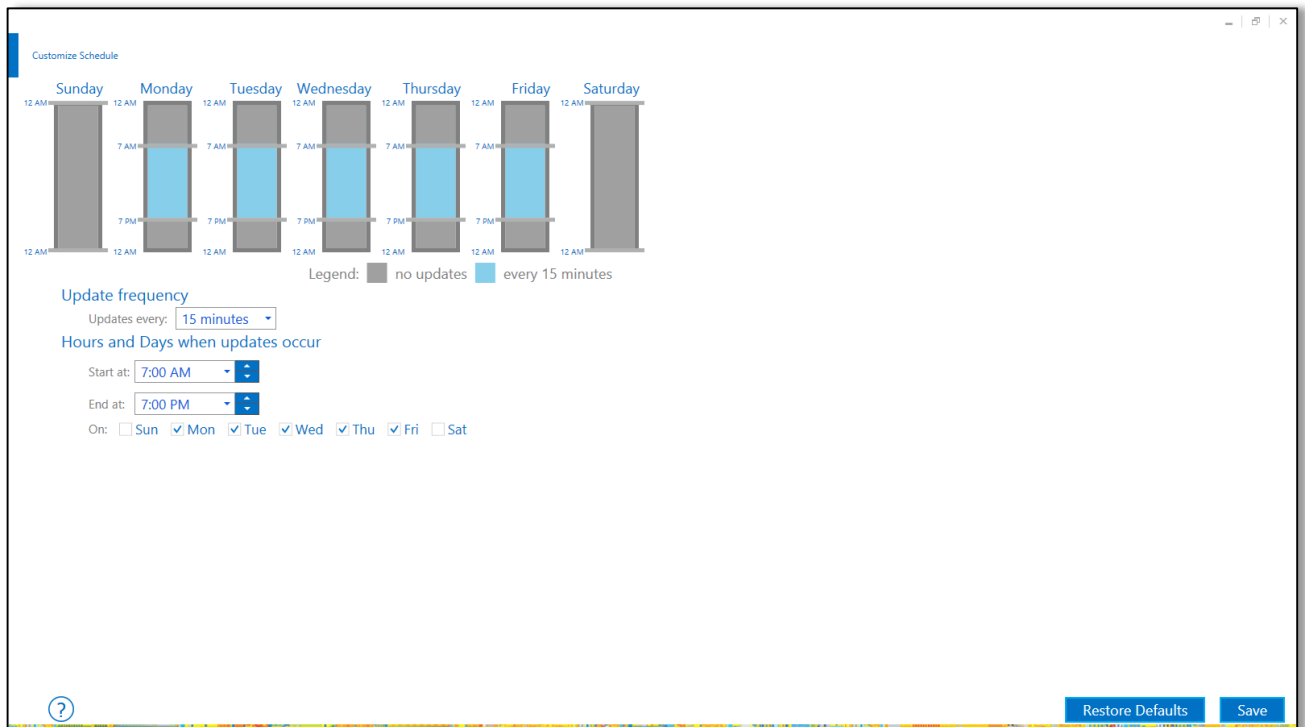 Customize Schedule
Sunday Monday Tuesday Wednesday Thursday Friday Saturday
12 AM 12 AM 12 AM 12 AM 12 AM 12 AM 12 AM
7 AM 7 AM 7 AM 7 AM 7 AM
7 PM 7 PM 7 PM 7 PM 7 PM
12 AM 12 AM 12 AM 12 AM 12 AM 12 AM 12 AM
Legend: no updates every 15 minutes
Update frequency
Updates every: 15 minutes
Hours and Days when updates occur
Start at: 7:00 AM
End at: 7:00 PM
On: Sun Mon Tue Wed Thu Fri Sat
? Restore Defaults Save